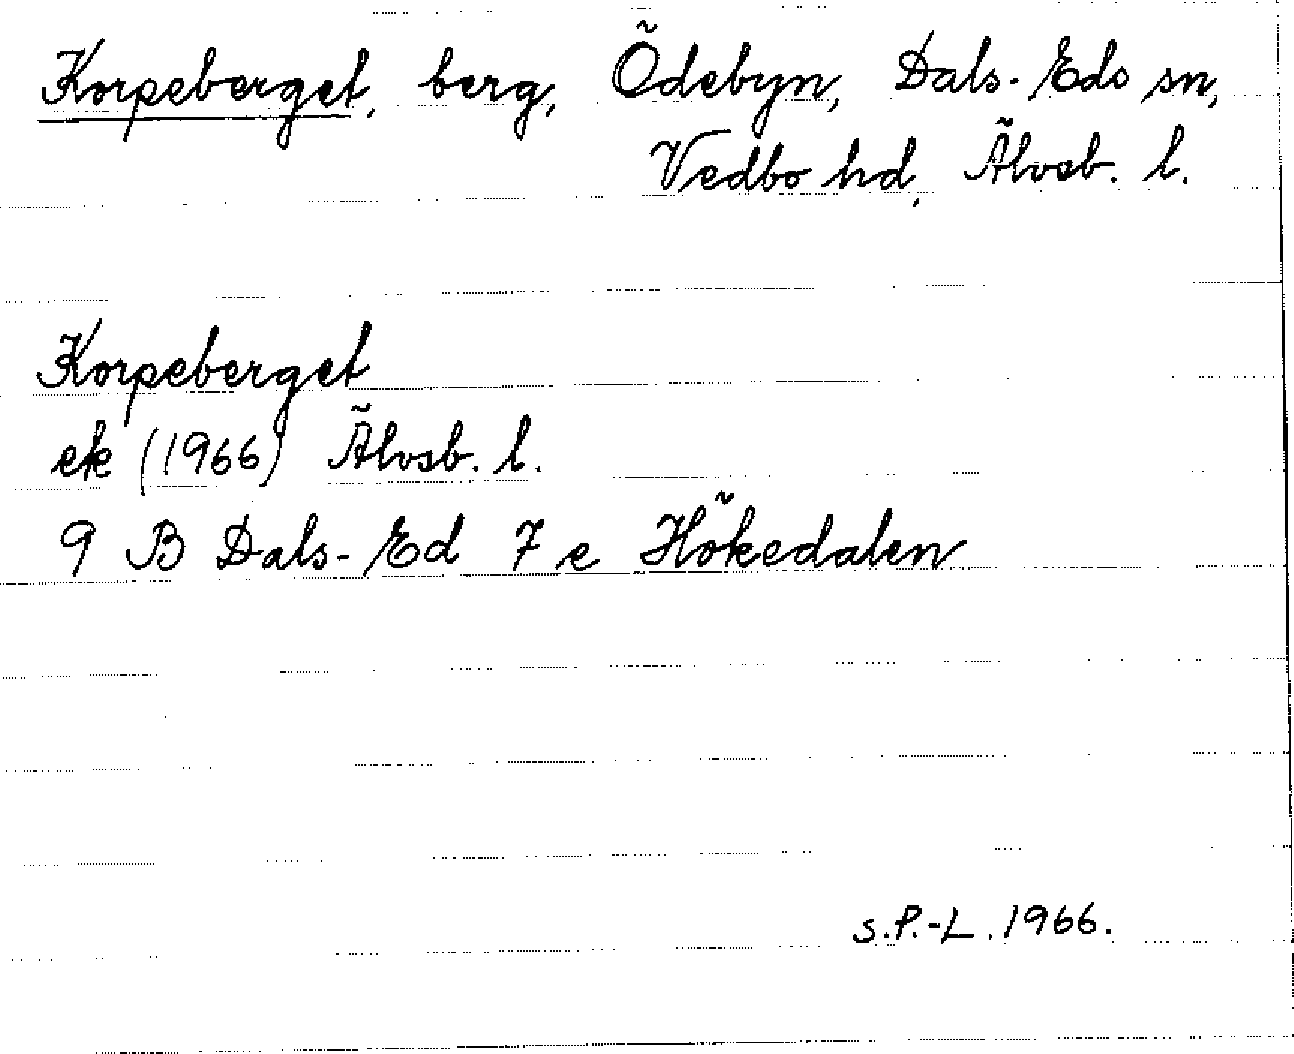 Korpeberget, berg, Ödebyn, Dals-Eds sn,
Vedbo hd, Älvsb. l.
Korpeberget
ek (1966) Älvsb. l.
9 B Dals-Ed 7 e Hökedalen
S.P.-L. 1966.